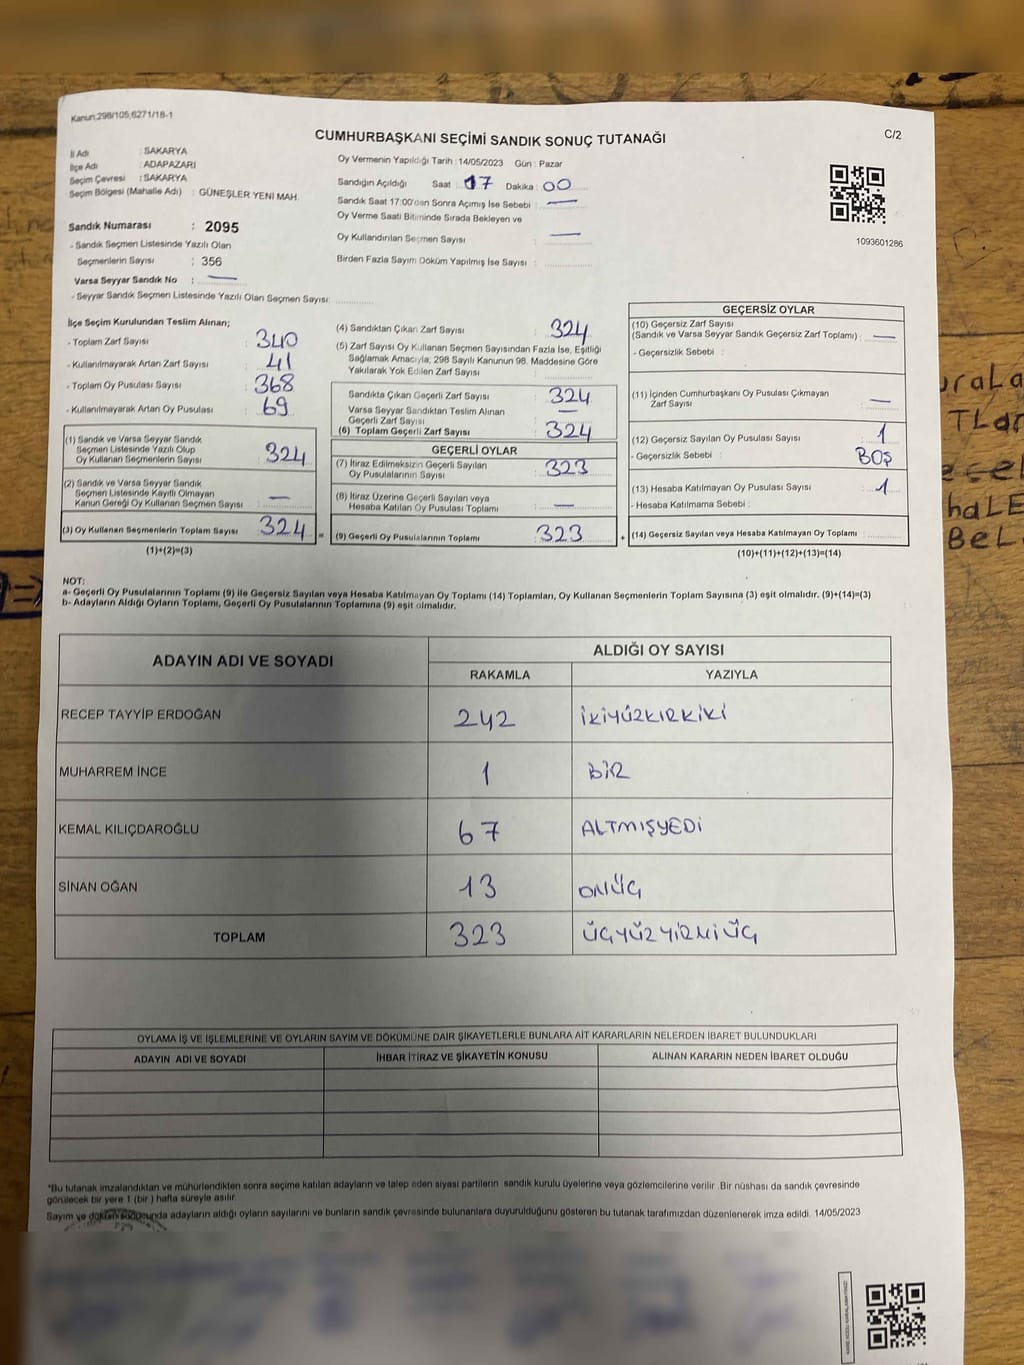 Kanun:298/105;6271/18-1
CUMHURBAŞKANI SEÇİMİ SANDIK SONUÇ TUTANAĞI
C/2
İl Adı : SAKARYA
İlçe Adı : ADAPAZARI
Seçim Çevresi : SAKARYA
Seçim Bölgesi (Mahalle Adı) : GÜNEŞLER YENİ MAH.
Oy Vermenin Yapıldığı Tarih :14/05/2023 Gün : Pazar
Sandığın Açıldığı Saat : 17 Dakika : 00
Sandık Saat 17:00'den Sonra Açımış İse Sebebi : —
Oy Verme Saati Bitiminde Sırada Bekleyen ve
Oy Kullandırılan Seçmen Sayısı : —
Birden Fazla Sayım Döküm Yapılmış İse Sayısı :
1093601286
Sandık Numarası : 2095
- Sandık Seçmen Listesinde Yazılı Olan
Seçmenlerin Sayısı : 356
Varsa Seyyar Sandık No : —
- Seyyar Sandık Seçmen Listesinde Yazılı Olan Seçmen Sayısı:
İlçe Seçim Kurulundan Teslim Alınan;
- Toplam Zarf Sayısı : 340
- Kullanılmayarak Artan Zarf Sayısı : 41
- Toplam Oy Pusulası Sayısı : 368
- Kullanılmayarak Artan Oy Pusulası : 69
(1) Sandık ve Varsa Seyyar Sandık
Seçmen Listesinde Yazılı Olup
Oy Kullanan Seçmenlerin Sayısı : 324
(2) Sandık ve Varsa Seyyar Sandık
Seçmen Listesinde Kayıtlı Olmayan
Kanun Gereği Oy Kullanan Seçmen Sayısı : —
(3) Oy Kullanan Seçmenlerin Toplam Sayısı : 324
(1)+(2)=(3)
(4) Sandıktan Çıkan Zarf Sayısı : 324
(5) Zarf Sayısı Oy Kullanan Seçmen Sayısından Fazla İse, Eşitliği
Sağlamak Amacıyla; 298 Sayılı Kanunun 98. Maddesine Göre
Yakılarak Yok Edilen Zarf Sayısı :
Sandıkta Çıkan Geçerli Zarf Sayısı : 324
Varsa Seyyar Sandıktan Teslim Alınan
Geçerli Zarf Sayısı : —
(6) Toplam Geçerli Zarf Sayısı : 324
GEÇERLİ OYLAR
(7) İtiraz Edilmeksizin Geçerli Sayılan
Oy Pusulalarının Sayısı : 323
(8) İtiraz Üzerine Geçerli Sayılan veya
Hesaba Katılan Oy Pusulası Toplamı : —
= (9) Geçerli Oy Pusulalarının Toplamı : 323
GEÇERSİZ OYLAR
(10) Geçersiz Zarf Sayısı
(Sandık ve Varsa Seyyar Sandık Geçersiz Zarf Toplamı) : —
- Geçersizlik Sebebi :
(11) İçinden Cumhurbaşkanı Oy Pusulası Çıkmayan
Zarf Sayısı : —
(12) Geçersiz Sayılan Oy Pusulası Sayısı : 1
- Geçersizlik Sebebi : BOŞ
(13) Hesaba Katılmayan Oy Pusulası Sayısı : 1
- Hesaba Katılmama Sebebi :
+ (14) Geçersiz Sayılan veya Hesaba Katılmayan Oy Toplamı :
(10)+(11)+(12)+(13)=(14)
NOT:
a- Geçerli Oy Pusulalarının Toplamı (9) ile Geçersiz Sayılan veya Hesaba Katılmayan Oy Toplamı (14) Toplamları, Oy Kullanan Seçmenlerin Toplam Sayısına (3) eşit olmalıdır. (9)+(14)=(3)
b- Adayların Aldığı Oyların Toplamı, Geçerli Oy Pusulalarının Toplamına (9) eşit olmalıdır.
ADAYIN ADI VE SOYADI ALDIĞI OY SAYISI
RAKAMLA YAZIYLA
RECEP TAYYİP ERDOĞAN 242 İKİYÜZKIRKİKİ
MUHARREM İNCE 1 BİR
KEMAL KILIÇDAROĞLU 67 ALTMIŞYEDİ
SİNAN OĞAN 13 ONÜÇ
TOPLAM 323 ÜÇYÜZYİRMİÜÇ
OYLAMA İŞ VE İŞLEMLERİNE VE OYLARIN SAYIM VE DÖKÜMÜNE DAİR ŞİKAYETLERLE BUNLARA AİT KARARLARIN NELERDEN İBARET BULUNDUKLARI
ADAYIN ADI VE SOYADI İHBAR İTİRAZ VE ŞİKAYETİN KONUSU ALINAN KARARIN NEDEN İBARET OLDUĞU
*Bu tutanak imzalandıktan ve mühürlendikten sonra seçime katılan adayların ve talep eden siyasi partilerin sandık kurulu üyelerine veya gözlemcilerine verilir .Bir nüshası da sandık çevresinde
görülecek bir yere 1 (bir ) hafta süreyle asılır.
Sayım ve döküm sonucunda adayların aldığı oyların sayılarını ve bunların sandık çevresinde bulunanlara duyurulduğunu gösteren bu tutanak tarafımızdan düzenlenerek imza edildi. 14/05/2023